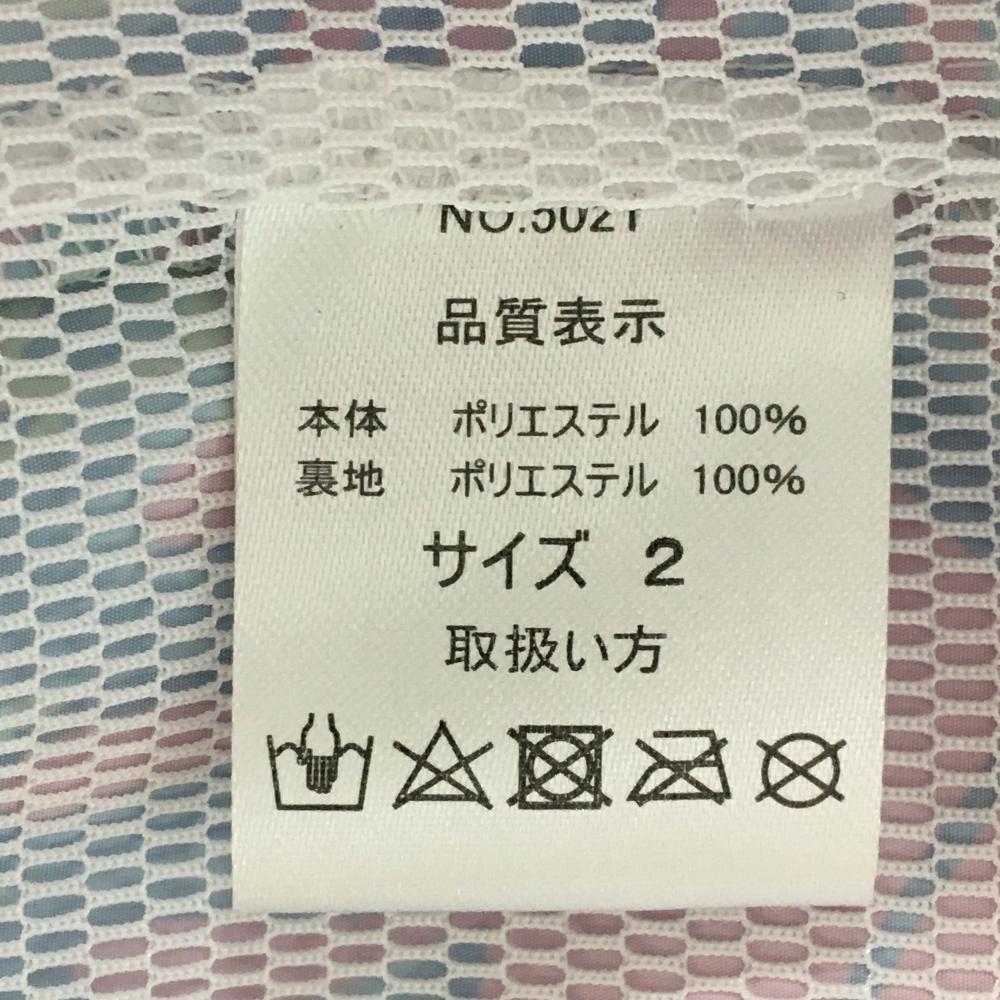 NO.5021
品質表示
本体 ポリエステル 100%
裏地 ポリエステル 100%
サイズ 2
取扱い方